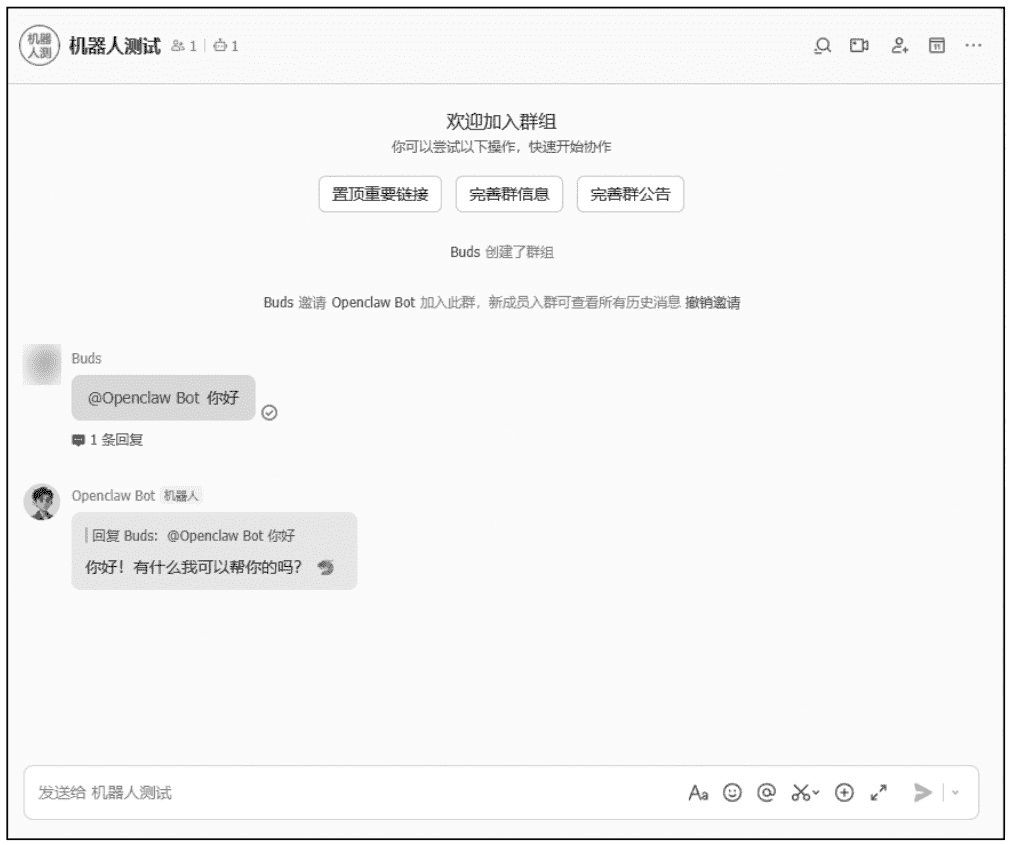 机器
人测
机器人测试 1 1
11
欢迎加入群组
你可以尝试以下操作，快速开始协作
置顶重要链接 完善群信息 完善群公告
Buds 创建了群组
Buds 邀请 Openclaw Bot 加入此群，新成员入群可查看所有历史消息 撤销邀请
Buds
@Openclaw Bot 你好
1 条回复
Openclaw Bot 机器人
回复 Buds: @Openclaw Bot 你好
你好！有什么我可以帮你的吗？
发送给 机器人测试 Aa